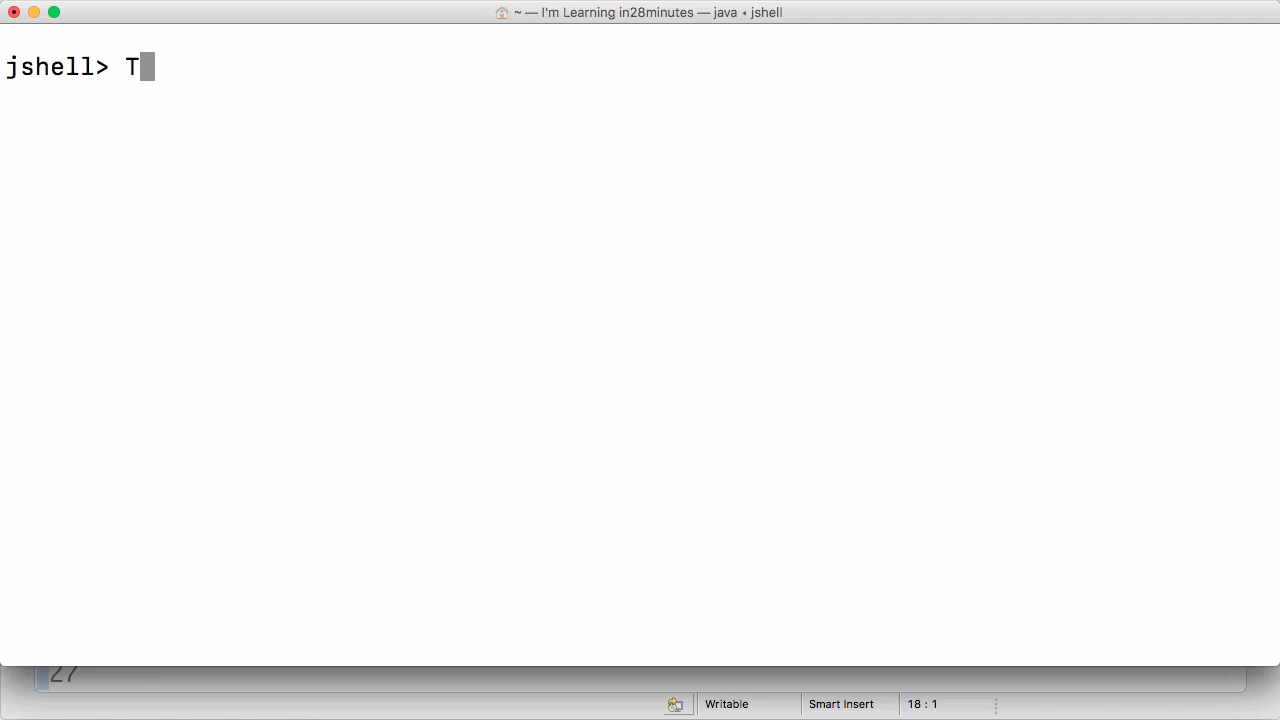 ~ — I'm Learning in28minutes — java ◂ jshell
jshell> T
27
Writable
Smart Insert
18 : 1